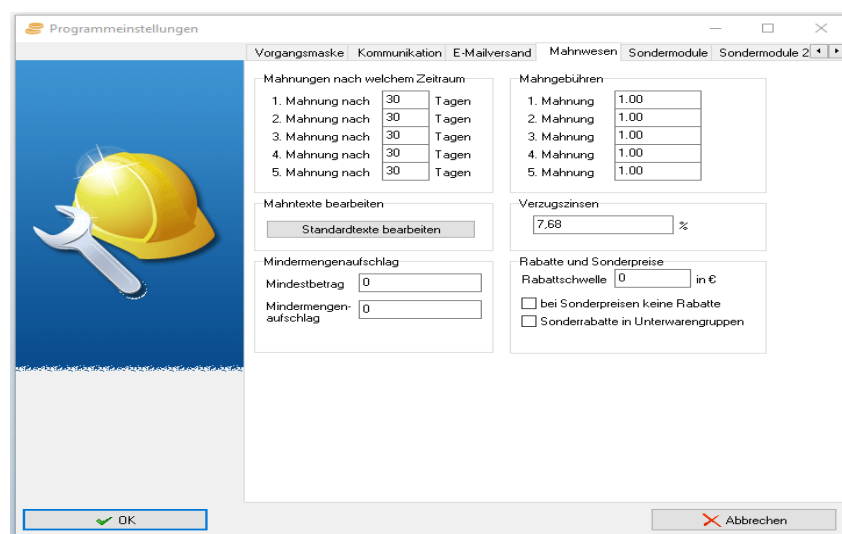 Programmeinstellungen
Vorgangsmaske Kommunikation E-Mailversand Mahnwesen Sondermodule Sondermodule 2
Mahnungen nach welchem Zeitraum
1. Mahnung nach 30 Tagen
2. Mahnung nach 30 Tagen
3. Mahnung nach 30 Tagen
4. Mahnung nach 30 Tagen
5. Mahnung nach 30 Tagen
Mahngebühren
1. Mahnung 1.00
2. Mahnung 1.00
3. Mahnung 1.00
4. Mahnung 1.00
5. Mahnung 1.00
Mahntexte bearbeiten
Standardtexte bearbeiten
Verzugszinsen
7,68 %
Mindermengenaufschlag
Mindestbetrag 0
Mindermengen-
aufschlag 0
Rabatte und Sonderpreise
Rabattschwelle 0 in €
bei Sonderpreisen keine Rabatte
Sonderrabatte in Unterwarengruppen
OK
Abbrechen